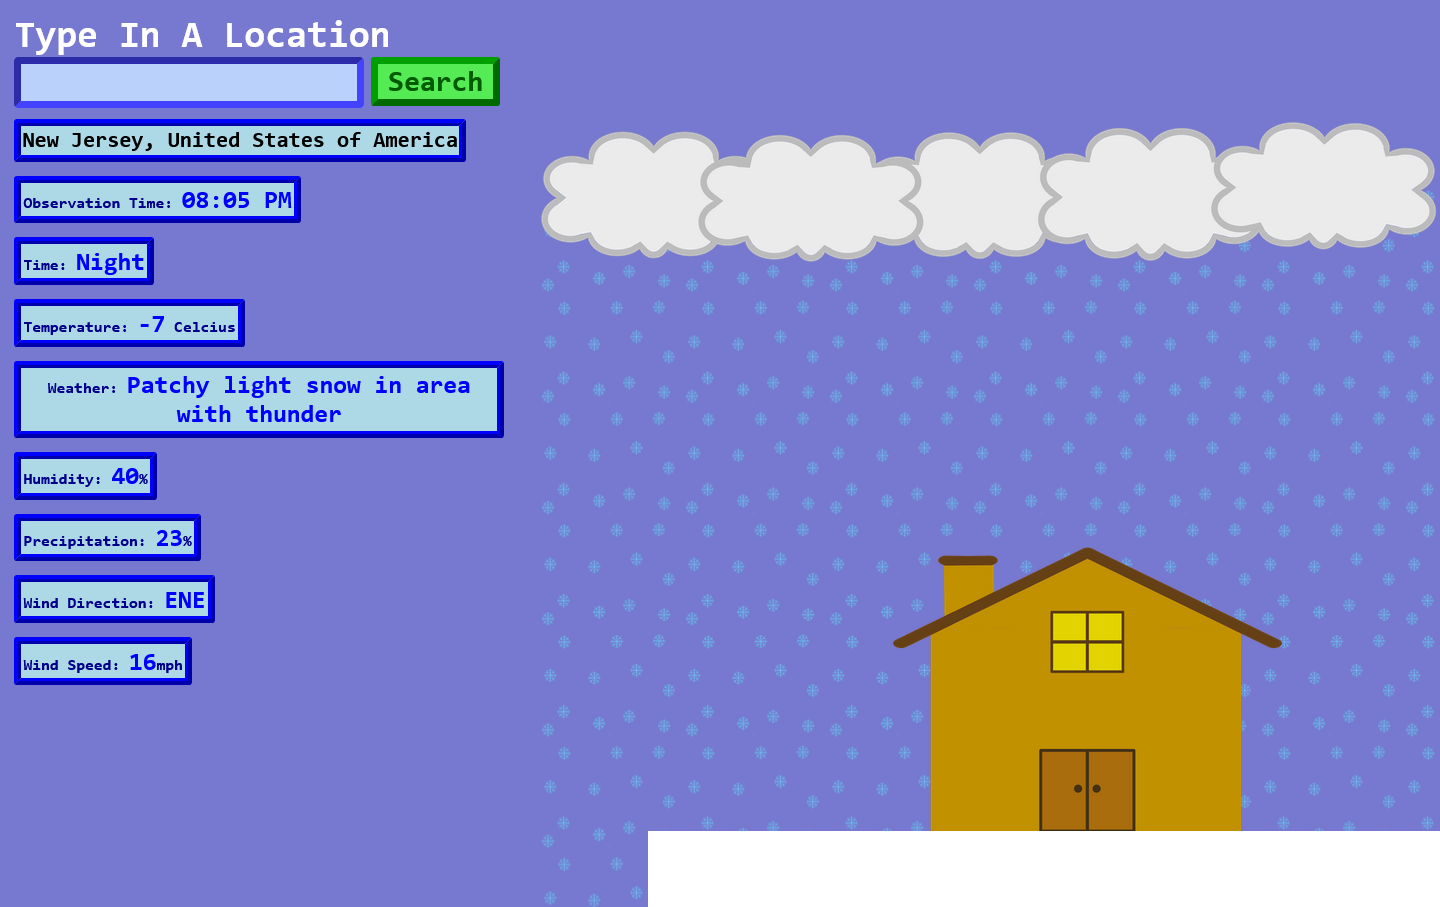 Type In A Location
Search
New Jersey, United States of America
Observation Time: 08:05 PM
Time: Night
Temperature: -7 Celcius
Weather: Patchy light snow in area
with thunder
Humidity: 40%
Precipitation: 23%
Wind Direction: ENE
Wind Speed: 16mph